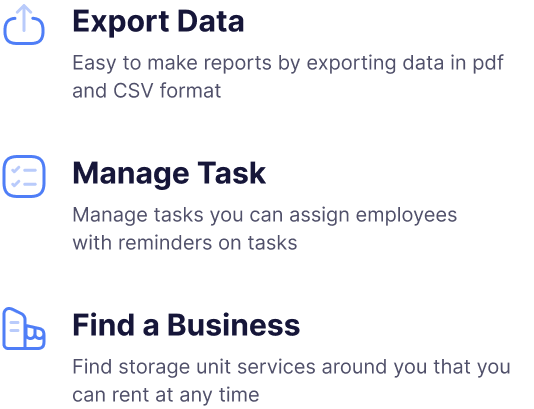 Export Data
Easy to make reports by exporting data in pdf
and CSV format
Manage Task
Manage tasks you can assign employees
with reminders on tasks
Find a Business
Find storage unit services around you that you
can rent at any time